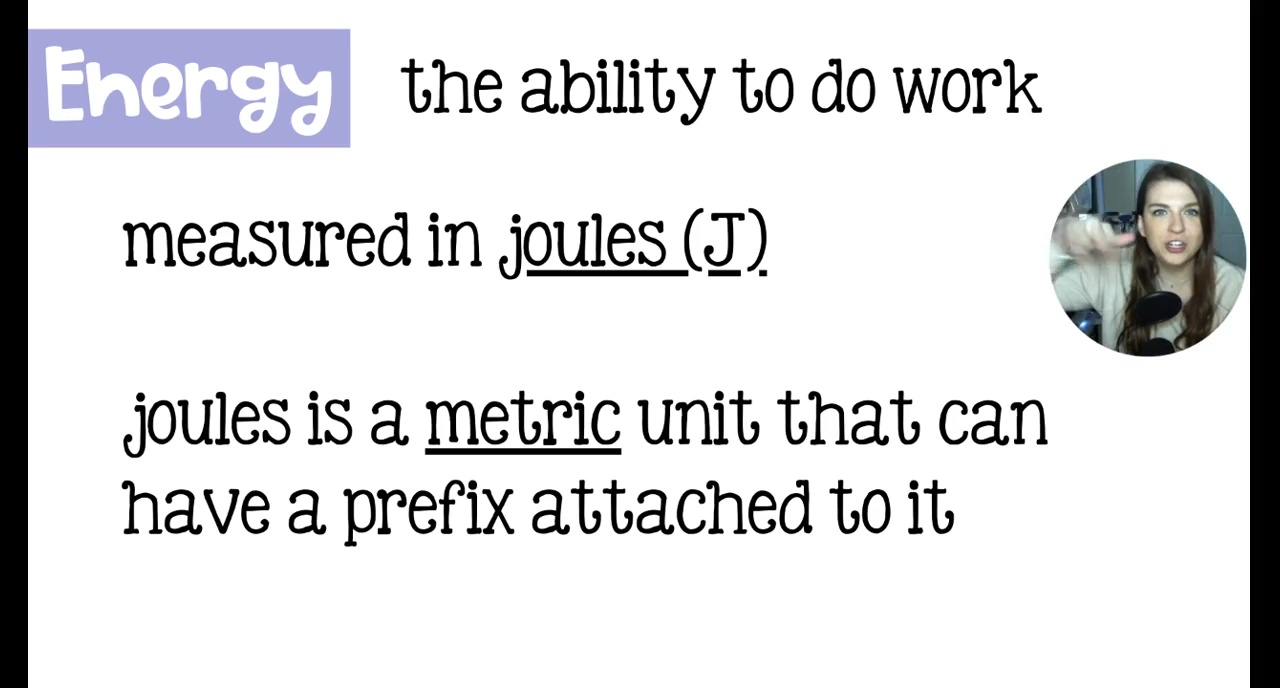 Energy the ability to do work
measured in joules (J)
joules is a metric unit that can
have a prefix attached to it